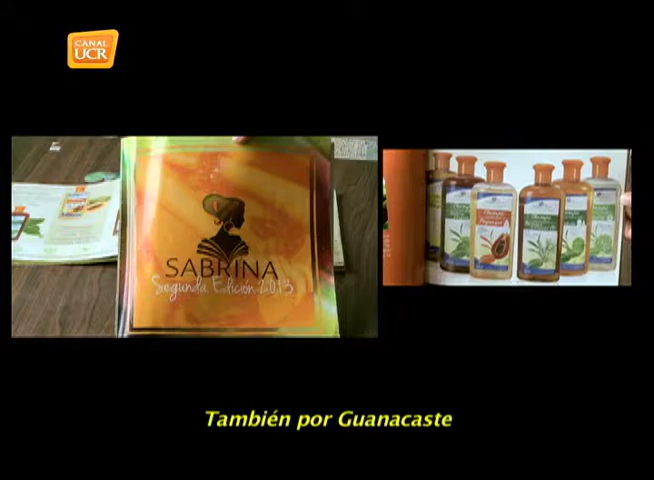 CANAL
UCR
SABRINA
Segunda Edición 2013
También por Guanacaste